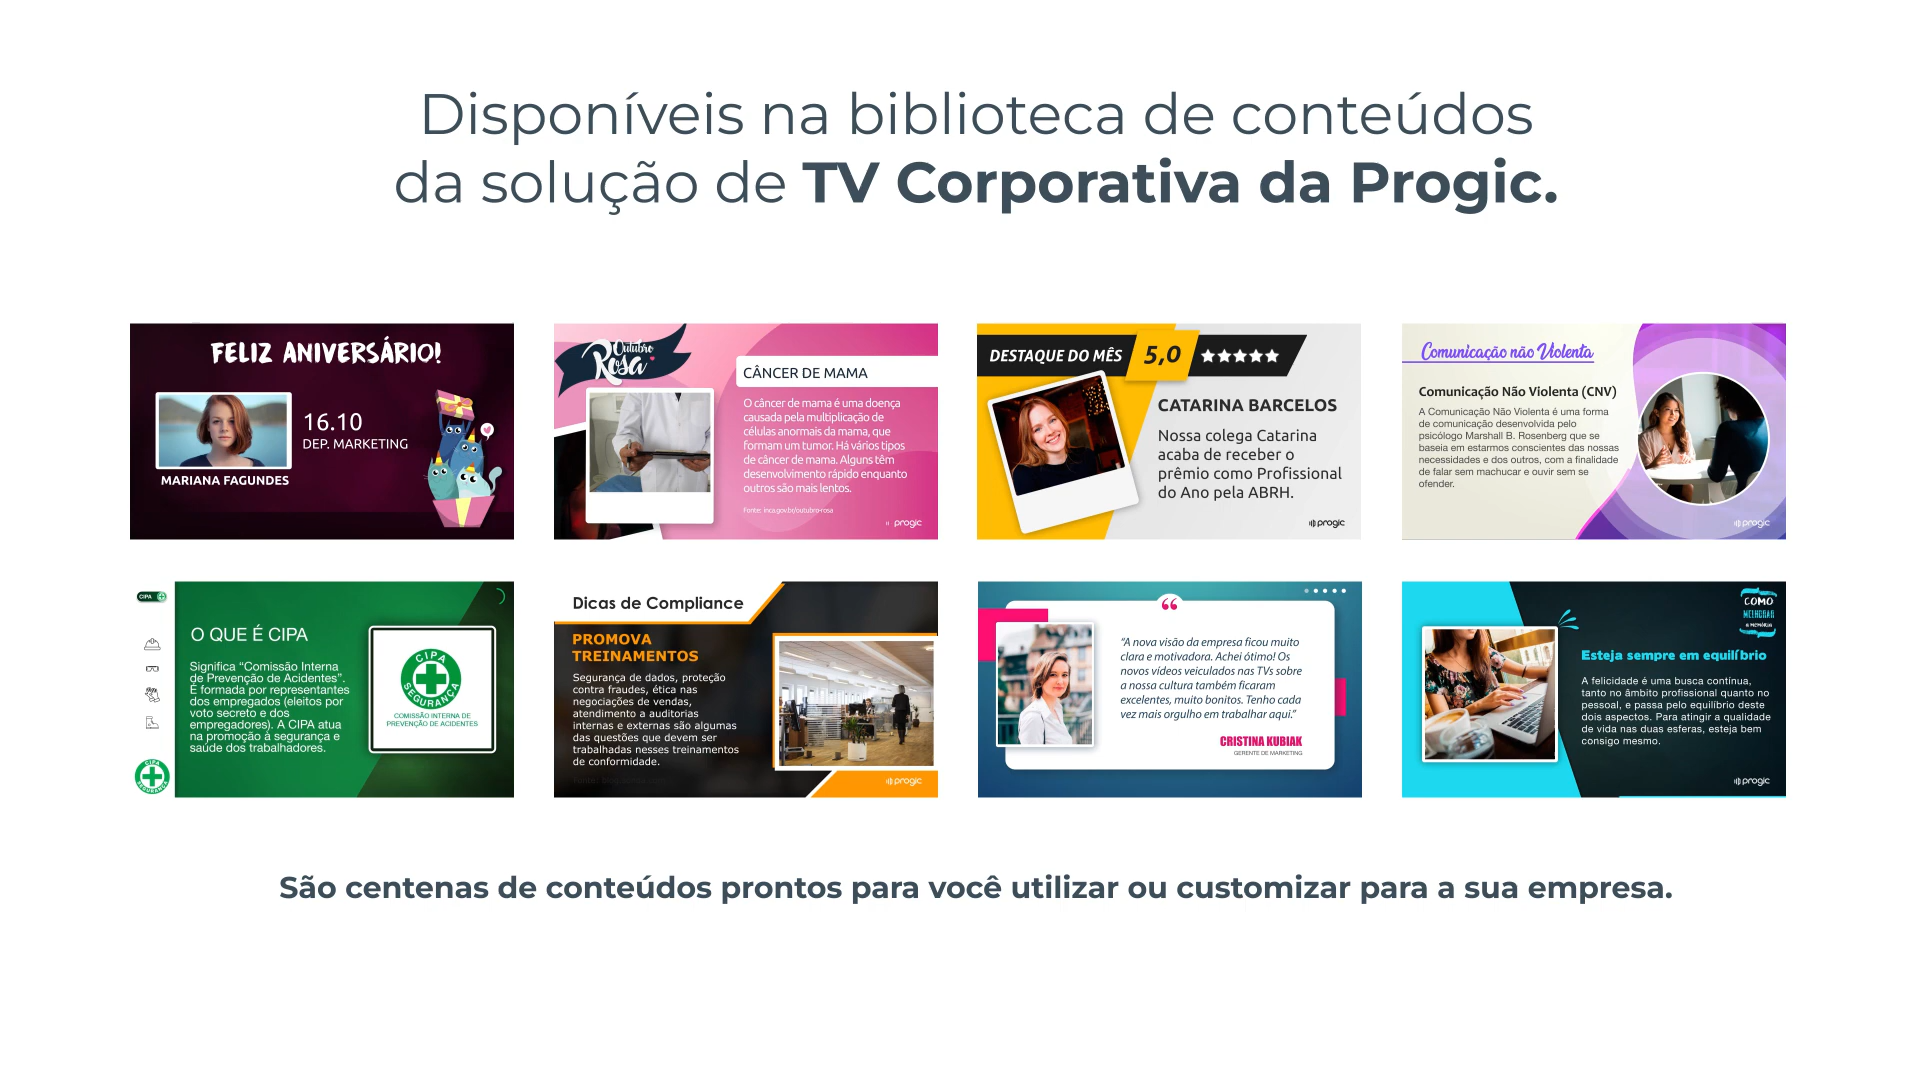 Disponíveis na biblioteca de conteúdos
da solução de TV Corporativa da Progic.
FELIZ ANIVERSÁRIO!
16.10
DEP. MARKETING
MARIANA FAGUNDES
Outubro
Rosa
CÂNCER DE MAMA
O câncer de mama é uma doença
causada pela multiplicação de
células anormais da mama, que
formam um tumor. Há vários tipos
de câncer de mama. Alguns têm
desenvolvimento rápido enquanto
outros são mais lentos.
Fonte: inca.gov.br/outubro-rosa
progic
DESTAQUE DO MÊS
5,0
CATARINA BARCELOS
Nossa colega Catarina
acaba de receber o
prêmio como Profissional
do Ano pela ABRH.
progic
Comunicação não Violenta
Comunicação Não Violenta (CNV)
A Comunicação Não Violenta é uma forma
de comunicação desenvolvida pelo
psicólogo Marshall B. Rosenberg que se
baseia em estarmos conscientes das nossas
necessidades e dos outros, com a finalidade
de falar sem machucar e ouvir sem se
ofender.
progic
CIPA
O QUE É CIPA
Significa “Comissão Interna
de Prevenção de Acidentes”.
É formada por representantes
dos empregados (eleitos por
voto secreto e dos
empregadores). A CIPA atua
na promoção à segurança e
saúde dos trabalhadores.
CIPA
SEGURANÇA
CIPA
SEGURANÇA
COMISSÃO INTERNA DE
PREVENÇÃO DE ACIDENTES
Dicas de Compliance
PROMOVA
TREINAMENTOS
Segurança de dados, proteção
contra fraudes, ética nas
negociações de vendas,
atendimento a auditorias
internas e externas são algumas
das questões que devem ser
trabalhadas nesses treinamentos
de conformidade.
progic
“A nova visão da empresa ficou muito
clara e motivadora. Achei ótimo! Os
novos vídeos veiculados nas TVs sobre
a nossa cultura também ficaram
excelentes, muito bonitos. Tenho cada
vez mais orgulho em trabalhar aqui.”
CRISTINA KUBIAK
GERENTE DE MARKETING
COMO
MELHORAR
A MEMÓRIA
Esteja sempre em equilíbrio
A felicidade é uma busca contínua,
tanto no âmbito profissional quanto no
pessoal, e passa pelo equilíbrio deste
dois aspectos. Para atingir a qualidade
de vida nas duas esferas, esteja bem
consigo mesmo.
progic
São centenas de conteúdos prontos para você utilizar ou customizar para a sua empresa.